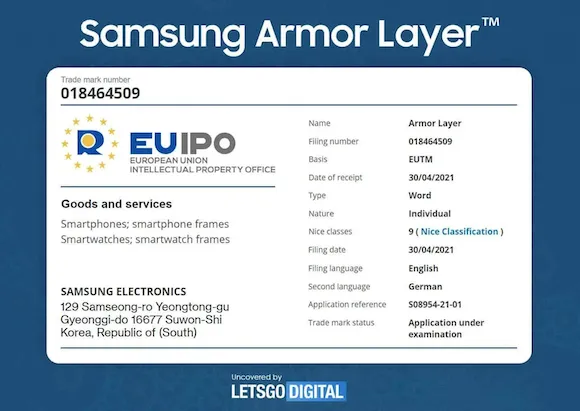 Samsung Armor Layer™
Trade mark number
018464509
R
EUIPO
EUROPEAN UNION
INTELLECTUAL PROPERTY OFFICE
Goods and services
Smartphones; smartphone frames
Smartwatches; smartwatch frames
SAMSUNG ELECTRONICS
129 Samseong-ro Yeongtong-gu
Gyeonggi-do 16677 Suwon-Shi
Korea, Republic of (South)
Name Armor Layer
Filing number 018464509
Basis EUTM
Date of receipt 30/04/2021
Type Word
Nature Individual
Nice classes 9 ( Nice Classification )
Filing date 30/04/2021
Filing language English
Second language German
Application reference S08954-21-01
Trade mark status Application under
examination
Uncovered by
LETSGO DIGITAL